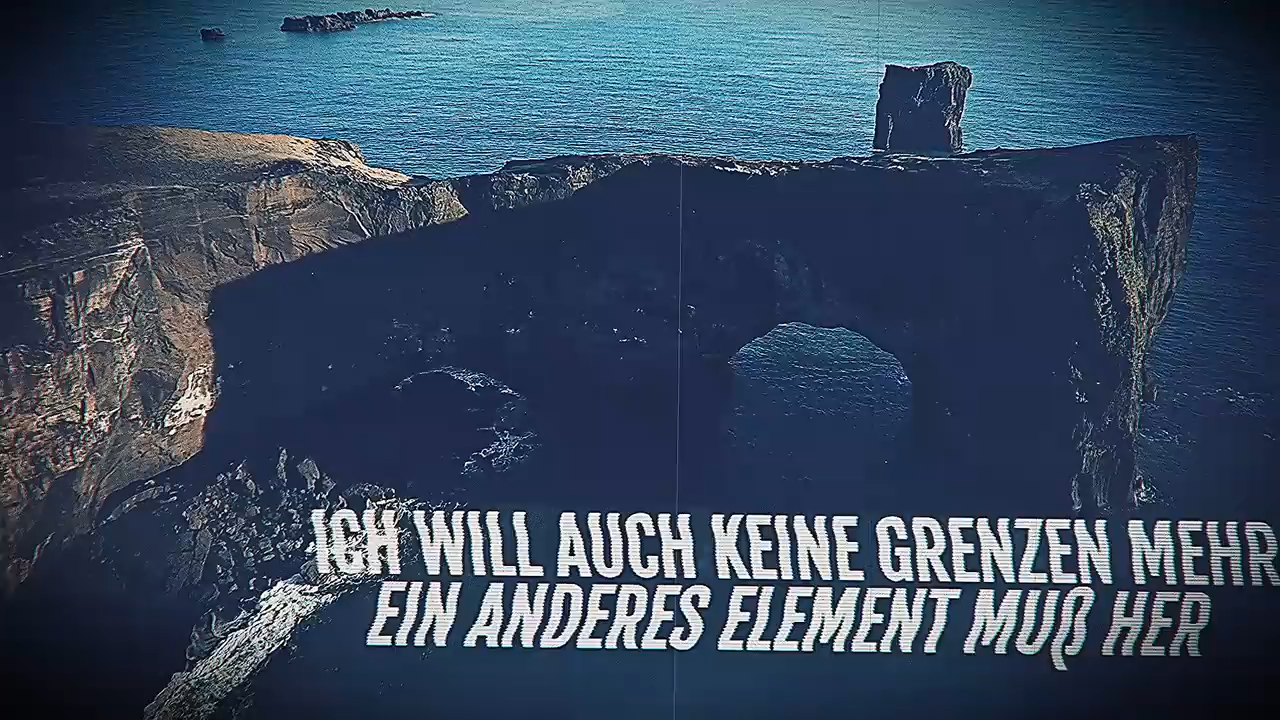 ICH WILL AUCH KEINE GRENZEN MEHR
EIN ANDERES ELEMENT MUß HER